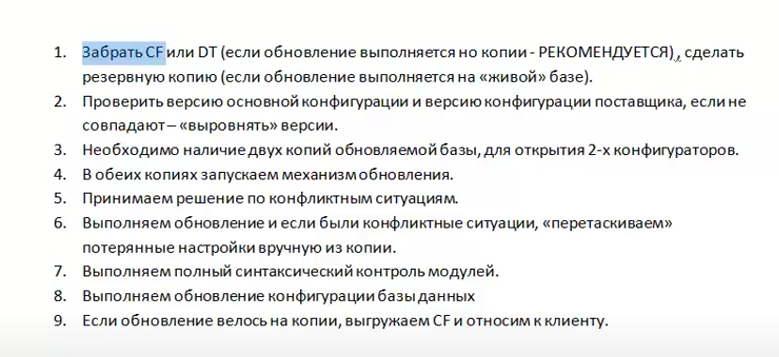 1. Забрать CF или DT (если обновление выполняется но копии - РЕКОМЕНДУЕТСЯ) , сделать
резервную копию (если обновление выполняется на «живой» базе).
2. Проверить версию основной конфигурации и версию конфигурации поставщика, если не
совпадают – «выровнять» версии.
3. Необходимо наличие двух копий обновляемой базы, для открытия 2-х конфигураторов.
4. В обеих копиях запускаем механизм обновления.
5. Принимаем решение по конфликтным ситуациям.
6. Выполняем обновление и если были конфликтные ситуации, «перетаскиваем»
потерянные настройки вручную из копии.
7. Выполняем полный синтаксический контроль модулей.
8. Выполняем обновление конфигурации базы данных
9. Если обновление велось на копии, выгружаем CF и относим к клиенту.